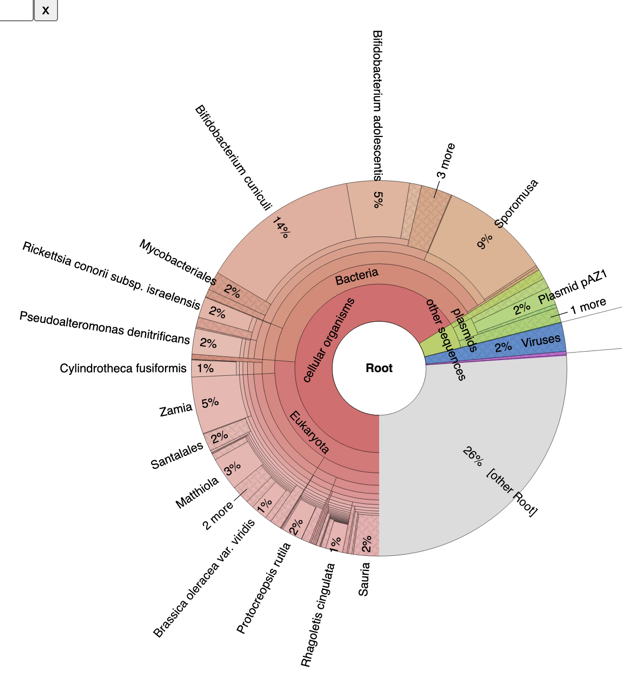 x
Bifidobacterium adolescentis
5%
3 more
Bifidobacterium cuniculi
14%
Sporomusa
9%
Mycobacteriales
2%
Rickettsia conorii subsp. israelensis
2%
Pseudoalteromonas denitrificans
2%
Cylindrotheca fusiformis
1%
Zamia
5%
Santalales
2%
Matthiola
3%
2 more
Brassica oleracea var. viridis
1%
Protocreopsis rutila
2%
Rhagoletis cingulata
1%
Sauria
2%
Bacteria
cellular organisms
Eukaryota
Root
other sequences
plasmids
2% Plasmid pAZ1
1 more
2% Viruses
26% [other Root]